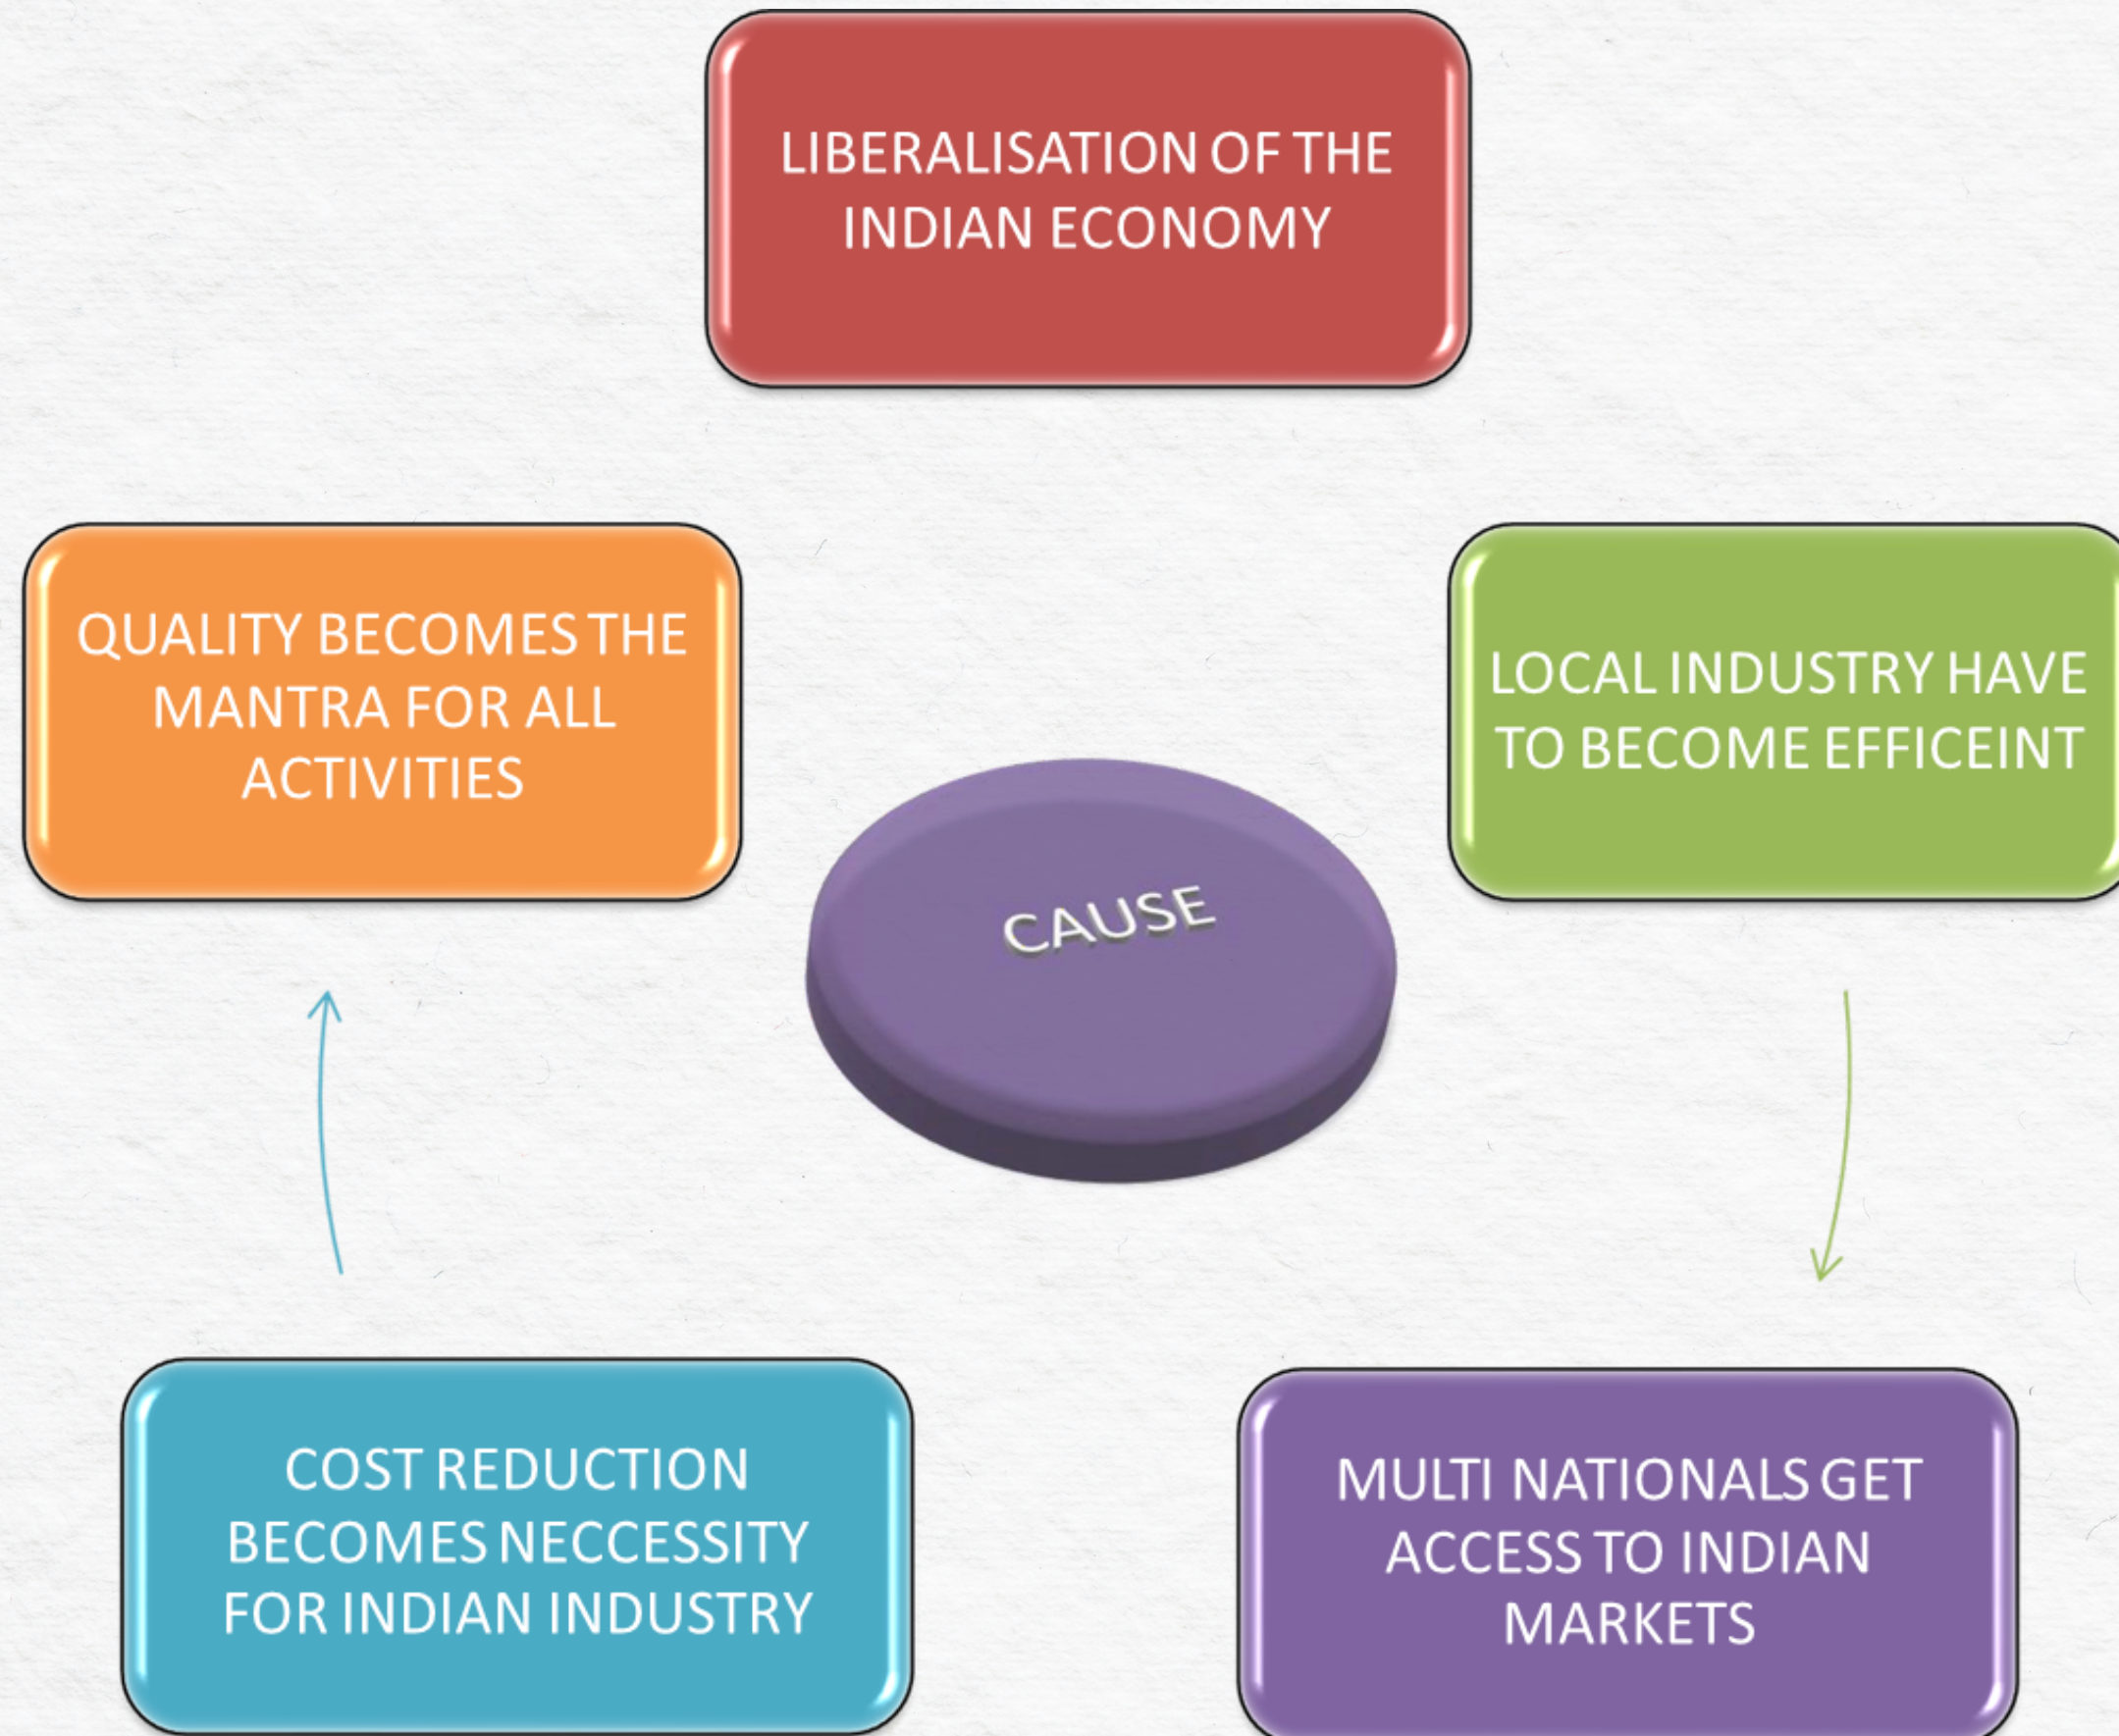 LIBERALISATION OF THE
INDIAN ECONOMY
QUALITY BECOMES THE
MANTRA FOR ALL
ACTIVITIES
LOCAL INDUSTRY HAVE
TO BECOME EFFICEINT
CAUSE
COST REDUCTION
BECOMES NECCESSITY
FOR INDIAN INDUSTRY
MULTI NATIONALS GET
ACCESS TO INDIAN
MARKETS